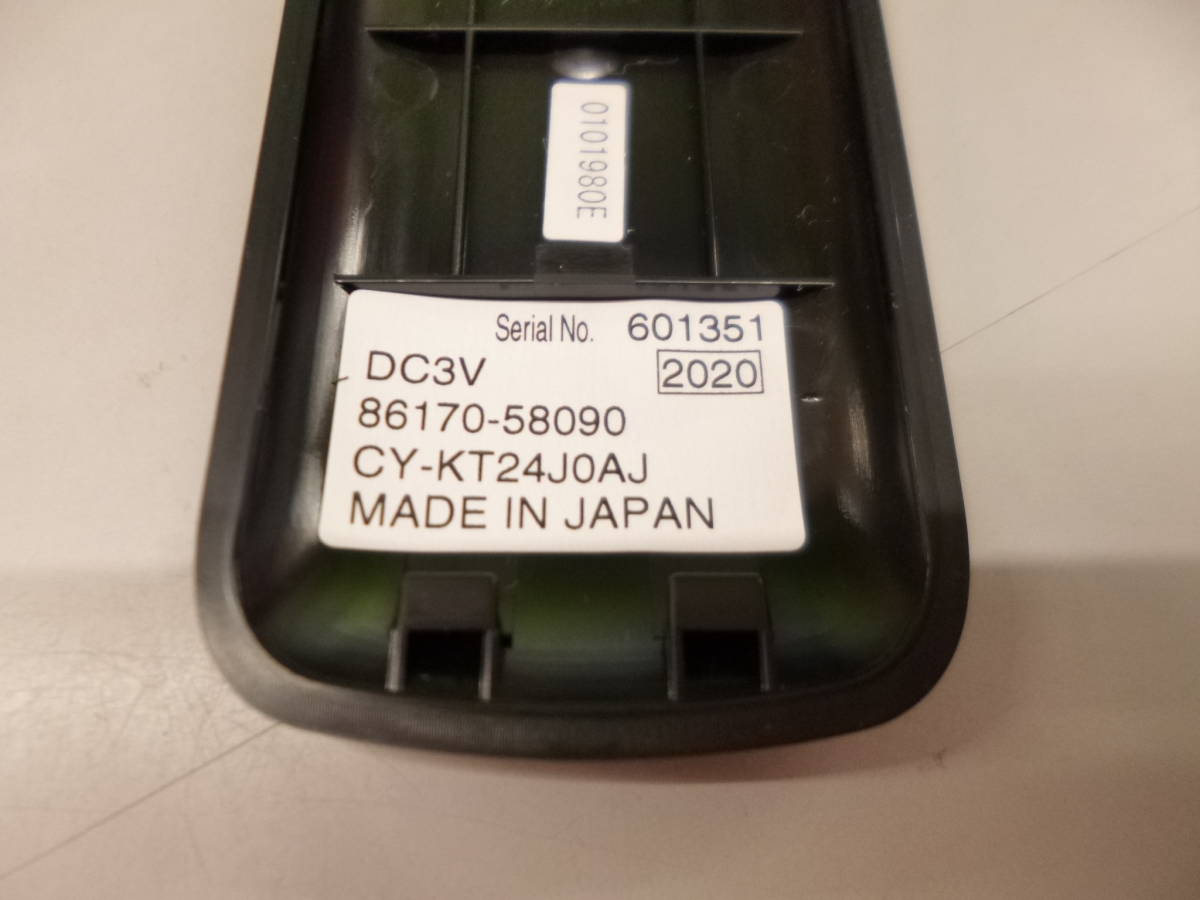 0101980E
Serial No. 601351
DC3V 2020
86170-58090
CY-KT24J0AJ
MADE IN JAPAN